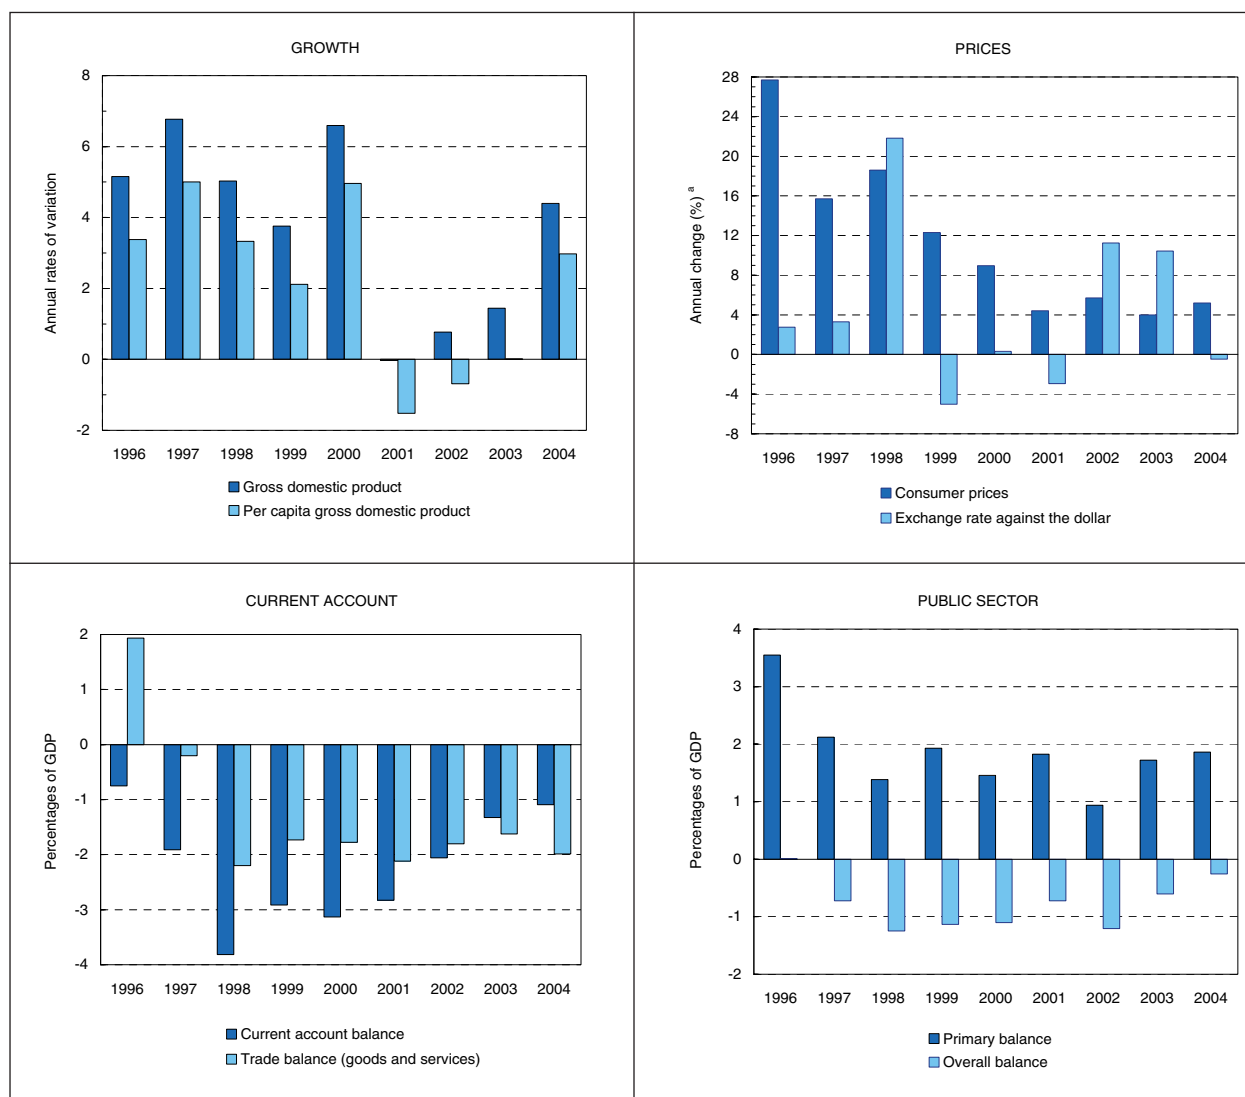 GROWTH
Annual rates of variation
8
6
4
2
0
-2
1996 1997 1998 1999 2000 2001 2002 2003 2004
Gross domestic product
Per capita gross domestic product
PRICES
Annual change (%) a
28
24
20
16
12
8
4
0
-4
-8
1996 1997 1998 1999 2000 2001 2002 2003 2004
Consumer prices
Exchange rate against the dollar
CURRENT ACCOUNT
Percentages of GDP
2
1
0
-1
-2
-3
-4
1996 1997 1998 1999 2000 2001 2002 2003 2004
Current account balance
Trade balance (goods and services)
PUBLIC SECTOR
Percentages of GDP
4
3
2
1
0
-1
-2
1996 1997 1998 1999 2000 2001 2002 2003 2004
Primary balance
Overall balance